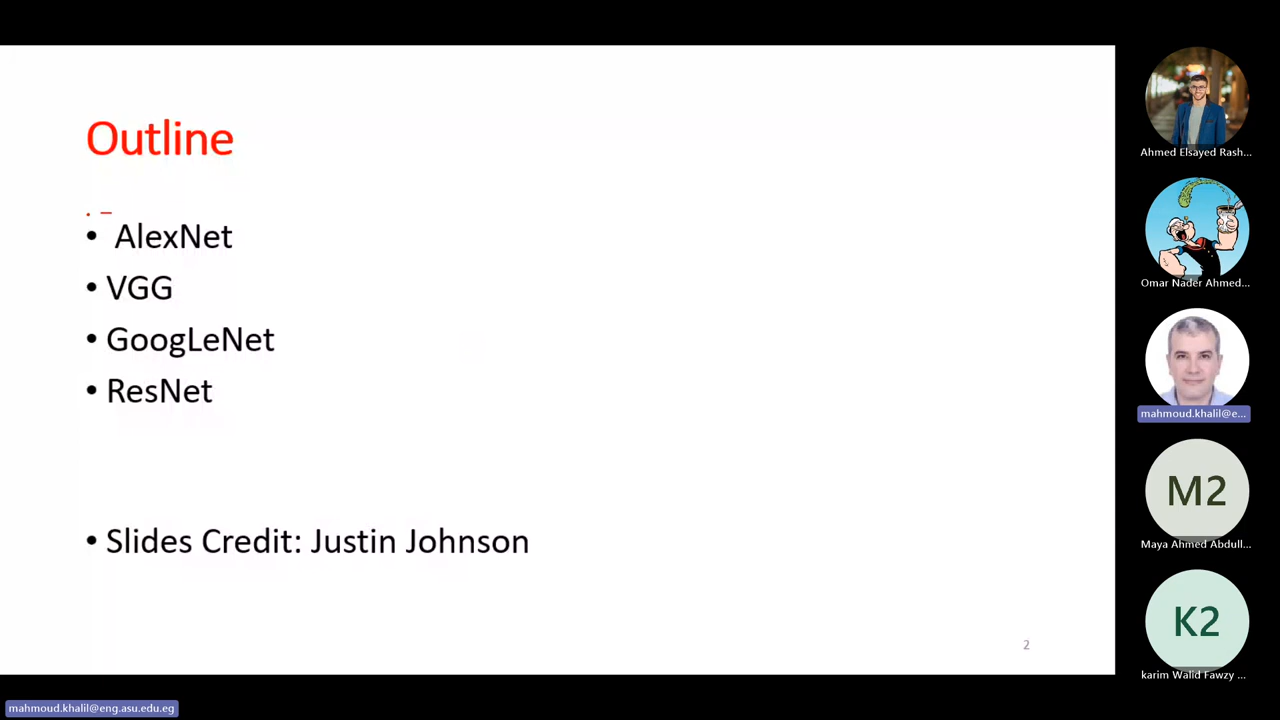 Outline
• AlexNet
• VGG
• GoogLeNet
• ResNet
• Slides Credit: Justin Johnson
2
Ahmed Elsayed Rash...
Omar Nader Ahmed...
mahmoud.khalil@e...
M2
Maya Ahmed Abdull...
K2
karim Walid Fawzy ...
mahmoud.khalil@eng.asu.edu.eg